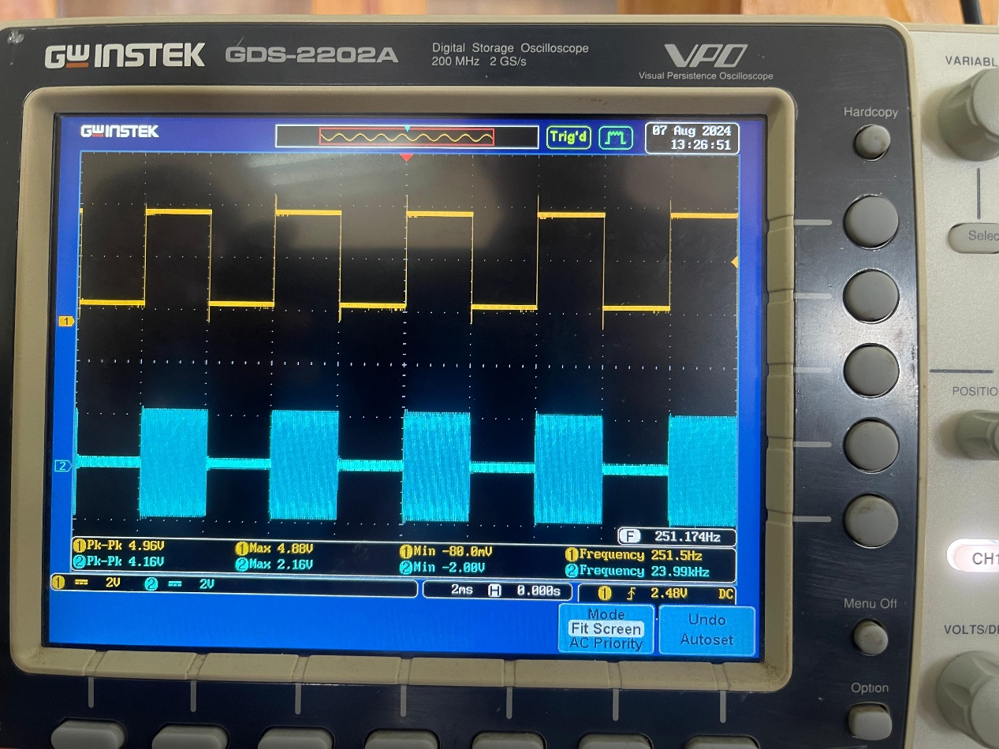 GWINSTEK GDS-2202A Digital Storage Oscilloscope
200 MHz 2 GS/s
VPO
Visual Persistence Oscilloscope
VARIABL
Hardcopy
GWINSTEK Trig'd 07 Aug 2024
13:26:51
Selec
1
POSITIO
2
F 251.174Hz
1 Pk-Pk 4.96V 1 Max 4.88V 1 Min -80.0mV 1 Frequency 251.5Hz
2 Pk-Pk 4.16V 2 Max 2.16V 2 Min -2.00V 2 Frequency 23.99kHz
CH1
1 2V 2 2V 2ms H 0.000s 1 2.48V DC
Menu Off
Mode
Fit Screen
AC Priority
Undo
Autoset
VOLTS/DI
Option